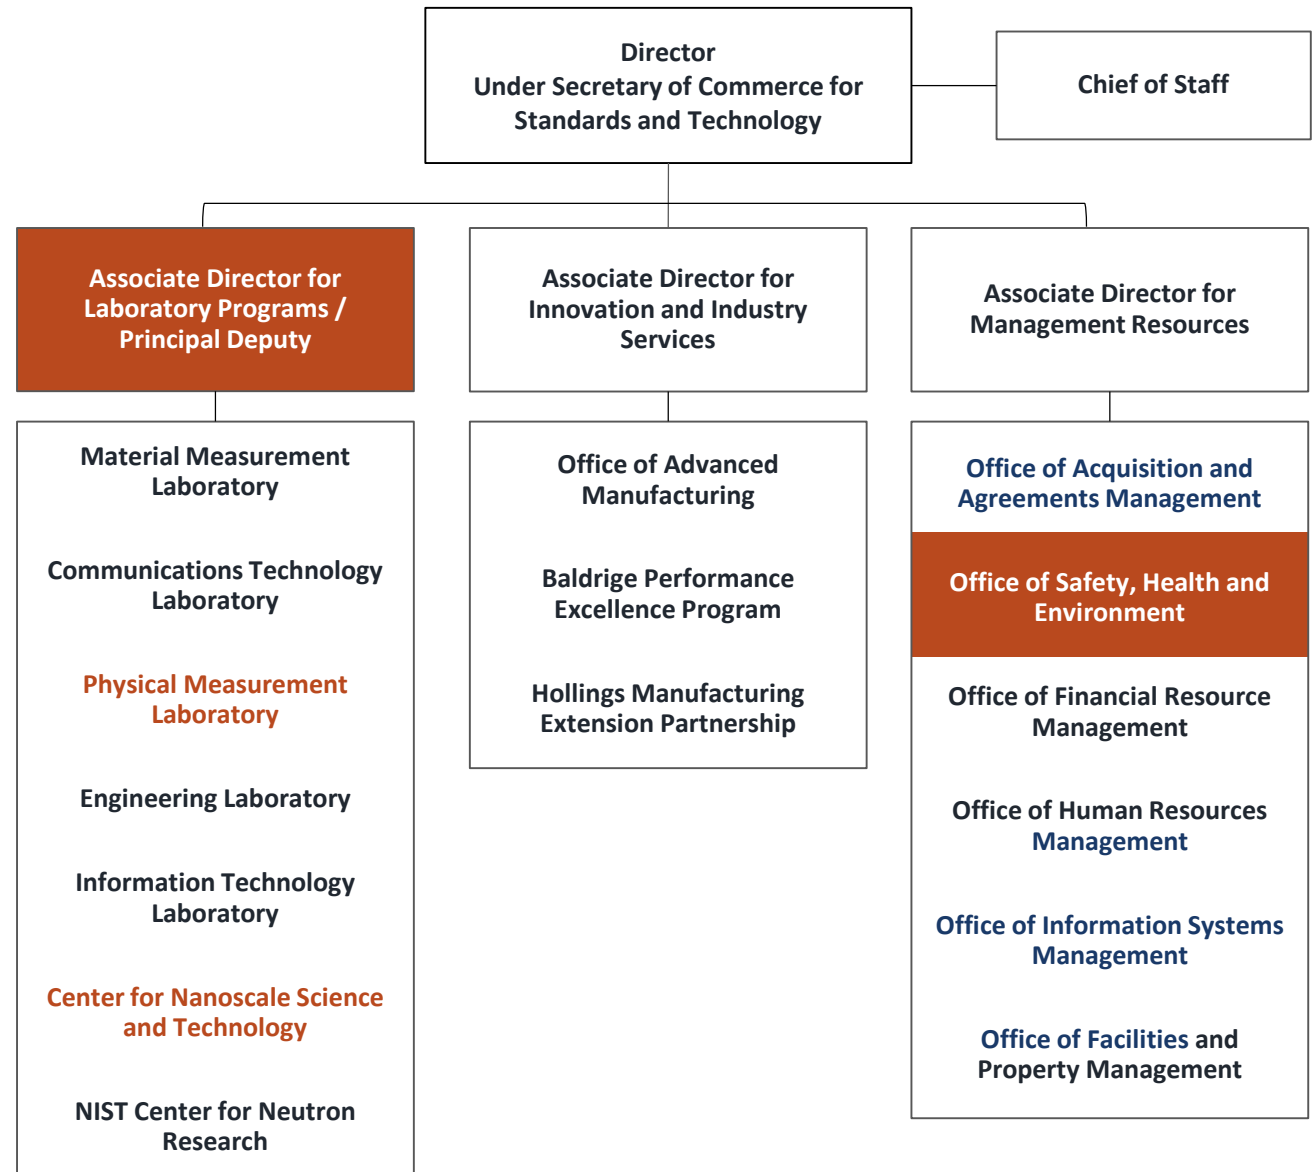 Director
Under Secretary of Commerce for
Standards and Technology
Chief of Staff
Associate Director for
Laboratory Programs /
Principal Deputy
Associate Director for
Innovation and Industry
Services
Associate Director for
Management Resources
Material Measurement
Laboratory
Communications Technology
Laboratory
Physical Measurement
Laboratory
Engineering Laboratory
Information Technology
Laboratory
Center for Nanoscale Science
and Technology
NIST Center for Neutron
Research
Office of Advanced
Manufacturing
Baldrige Performance
Excellence Program
Hollings Manufacturing
Extension Partnership
Office of Acquisition and
Agreements Management
Office of Safety, Health and
Environment
Office of Financial Resource
Management
Office of Human Resources
Management
Office of Information Systems
Management
Office of Facilities and
Property Management